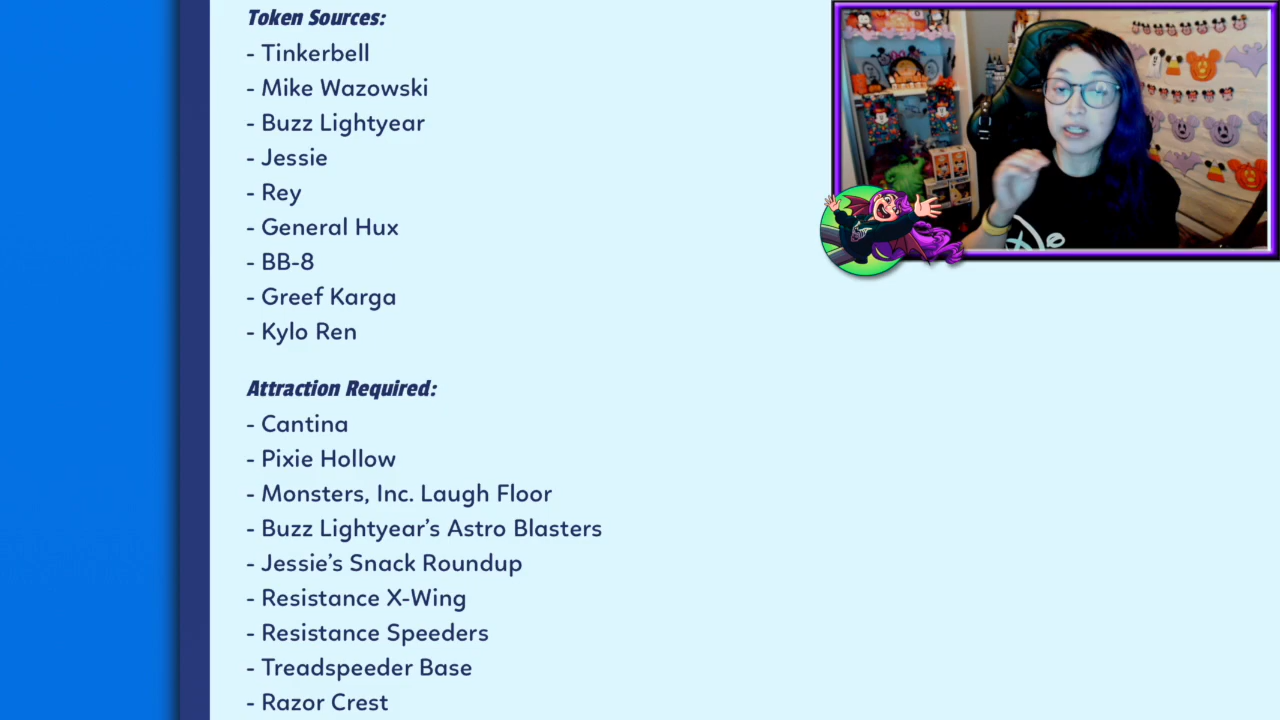 Token Sources:
- Tinkerbell
- Mike Wazowski
- Buzz Lightyear
- Jessie
- Rey
- General Hux
- BB-8
- Greef Karga
- Kylo Ren
Attraction Required:
- Cantina
- Pixie Hollow
- Monsters, Inc. Laugh Floor
- Buzz Lightyear’s Astro Blasters
- Jessie’s Snack Roundup
- Resistance X-Wing
- Resistance Speeders
- Treadspeeder Base
- Razor Crest